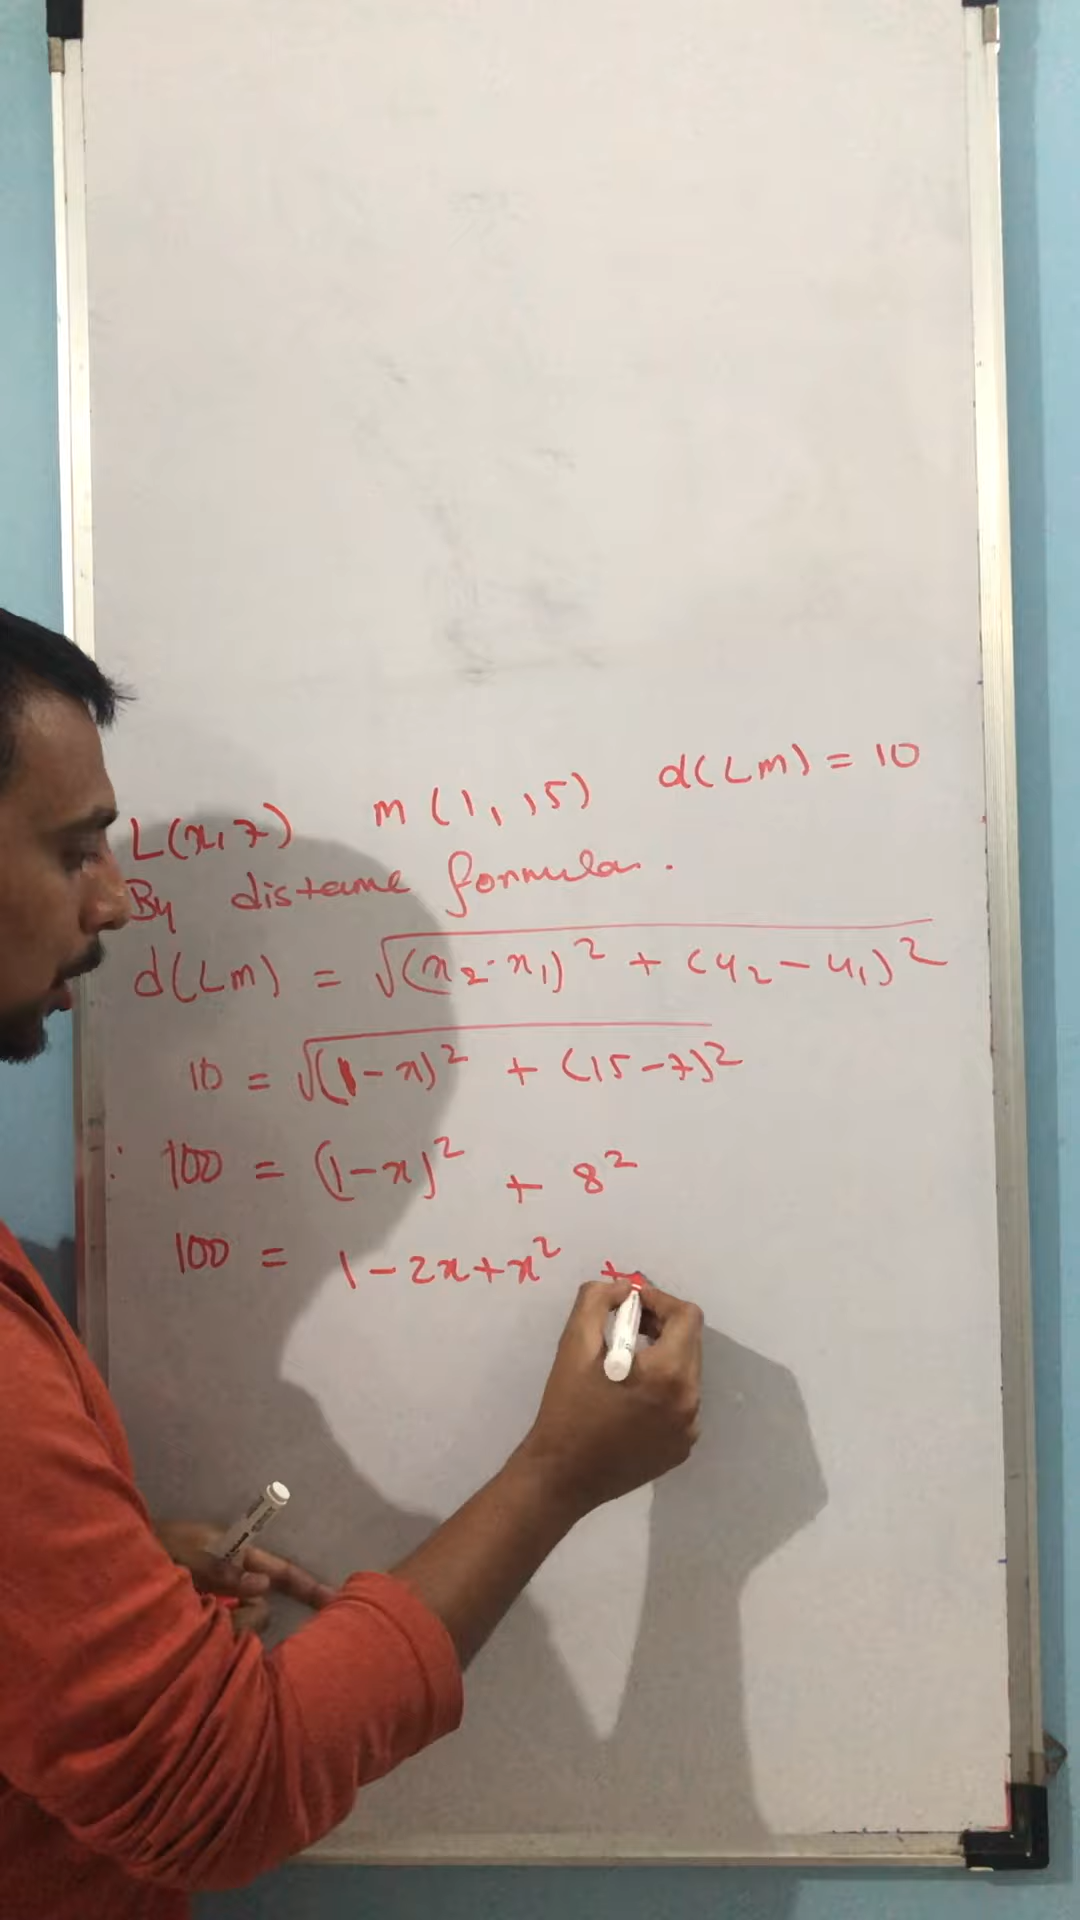 L(x,7) m(1,15) d(Lm) = 10
By distance formula.
d(Lm) = √(x₂-x₁)² + (y₂-y₁)²
10 = √(1-x)² + (15-7)²
∴ 100 = (1-x)² + 8²
100 = 1-2x+x² +